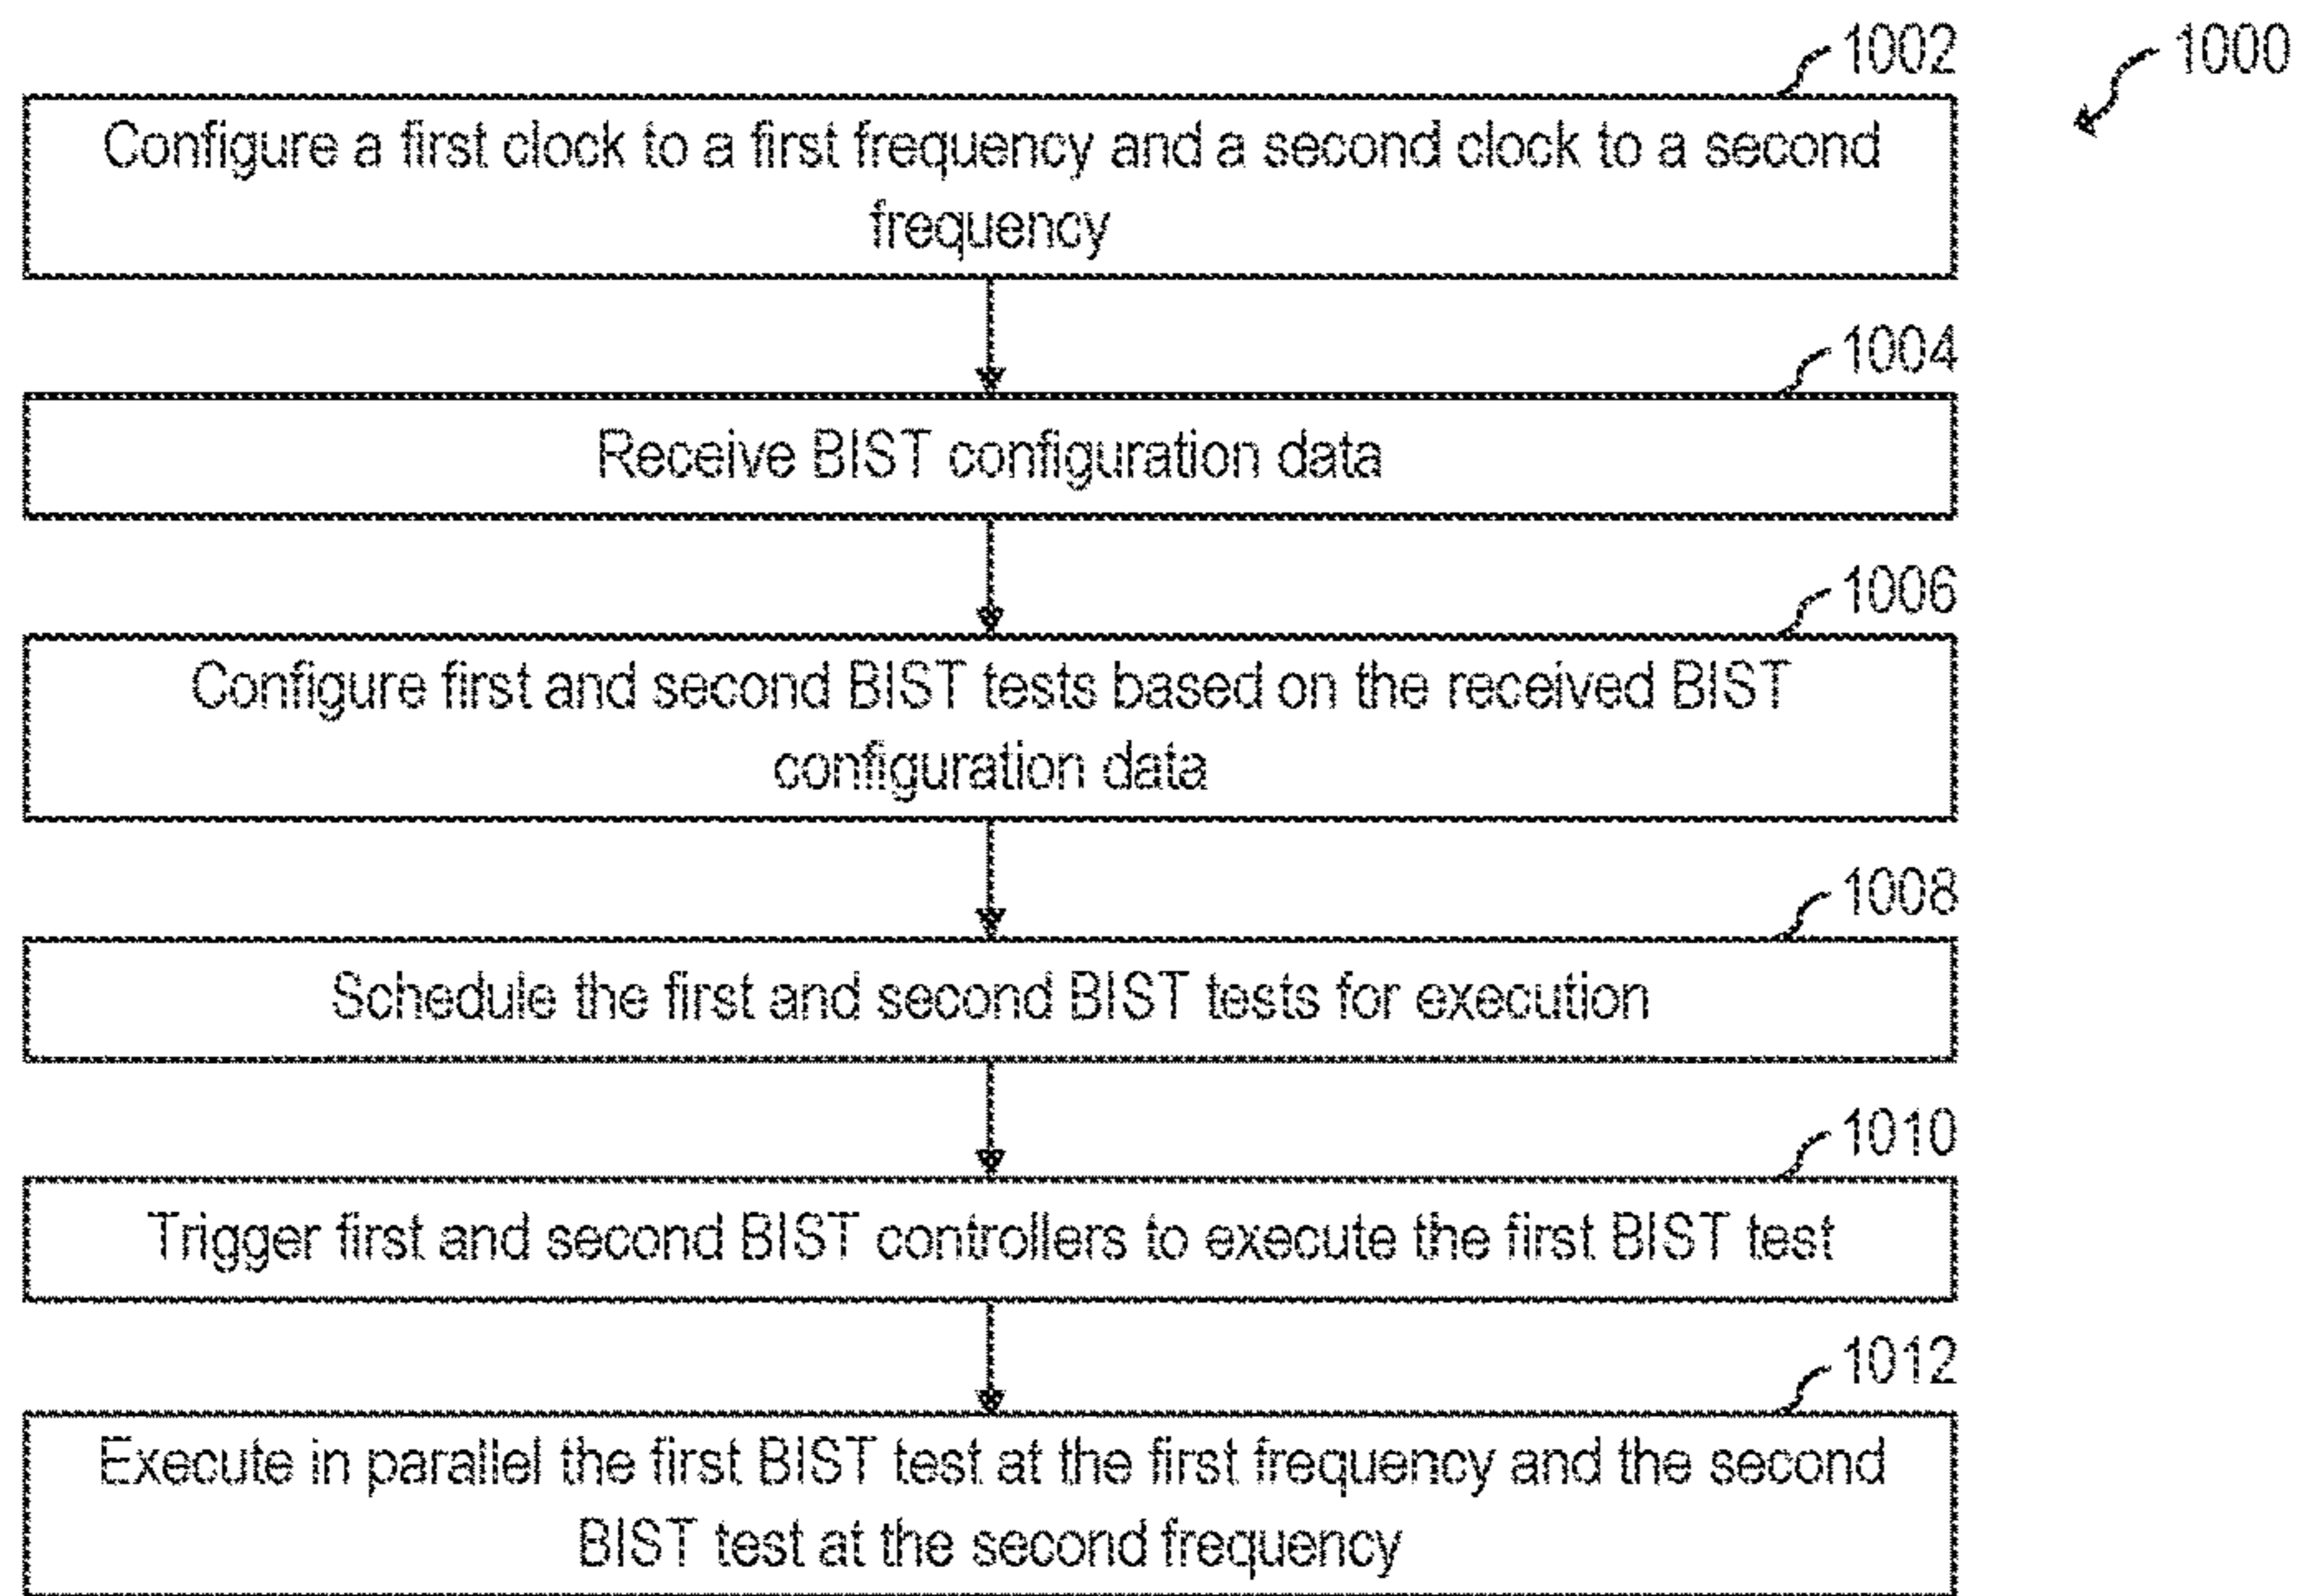 1002
1000
Configure a first clock to a first frequency and a second clock to a second
frequency
1004
Receive BIST configuration data
1006
Configure first and second BIST tests based on the received BIST
configuration data
1008
Schedule the first and second BIST tests for execution
1010
Trigger first and second BIST controllers to execute the first BIST test
1012
Execute in parallel the first BIST test at the first frequency and the second
BIST test at the second frequency